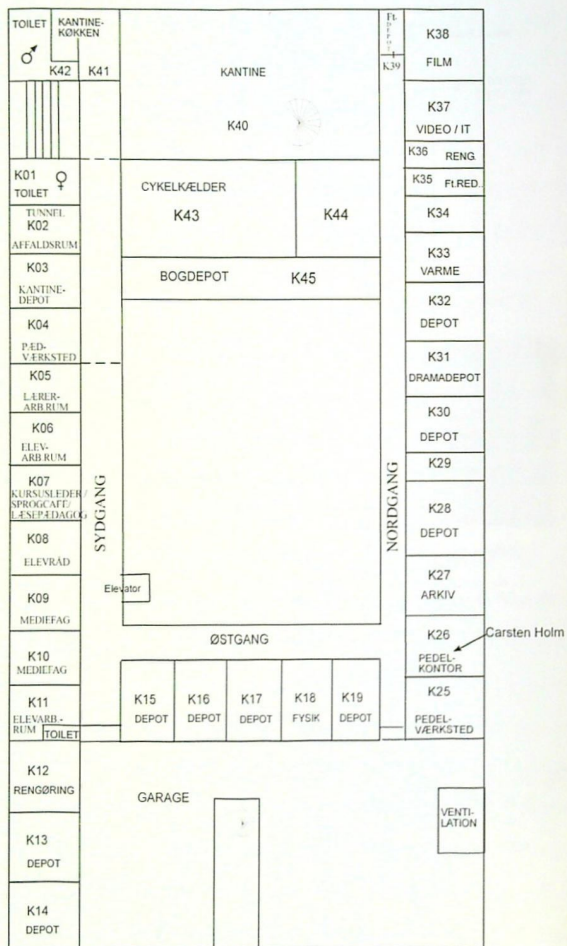 TOILET
KANTINE-
KØKKEN
K42
K41
KANTINE
K40
Ft.
DEPOT
K39
K38
FILM
K37
VIDEO / IT
K36 RENG.
K35 Ft.RED..
K34
K33
VARME
K32
DEPOT
K31
DRAMADEPOT
K30
DEPOT
K29
K28
DEPOT
K27
ARKIV
K26
PEDEL-
KONTOR
Carsten Holm
K25
PEDEL-
VÆRKSTED
K01
TOILET
TUNNEL
K02
AFFALDSRUM
K03
KANTINE-
DEPOT
K04
PÆD-
VÆRKSTED
K05
LÆRER-
ARB.RUM
K06
ELEV-
ARB.RUM
K07
KURSUSLEDER/
SPROGCAFE/
LÆSEPÆDAGOG
K08
ELEVRÅD
K09
MEDIEFAG
K10
MEDIEFAG
K11
ELEVARB.-
RUM
TOILET
K12
RENGØRING
K13
DEPOT
K14
DEPOT
CYKELKÆLDER
K43
K44
BOGDEPOT K45
SYDGANG
NORDGANG
Elevator
ØSTGANG
K15
DEPOT
K16
DEPOT
K17
DEPOT
K18
FYSIK
K19
DEPOT
GARAGE
VENTI-
LATION